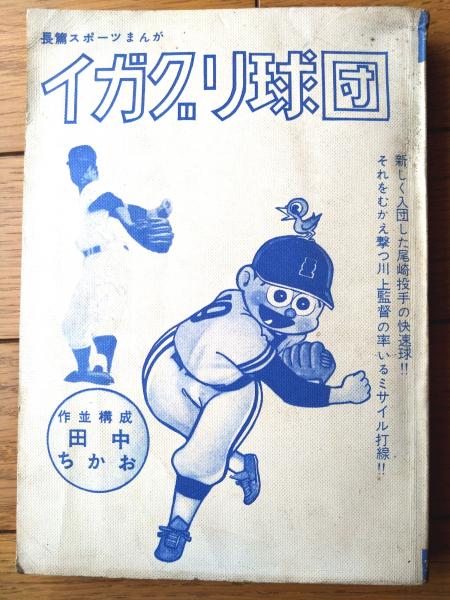 長篇スポーツまんが
イガグリ球団
新しく入団した尾崎投手の快速球!!
それをむかえ撃つ川上監督の率いるミサイル打線!!
作並構成
田中
ちかお
B